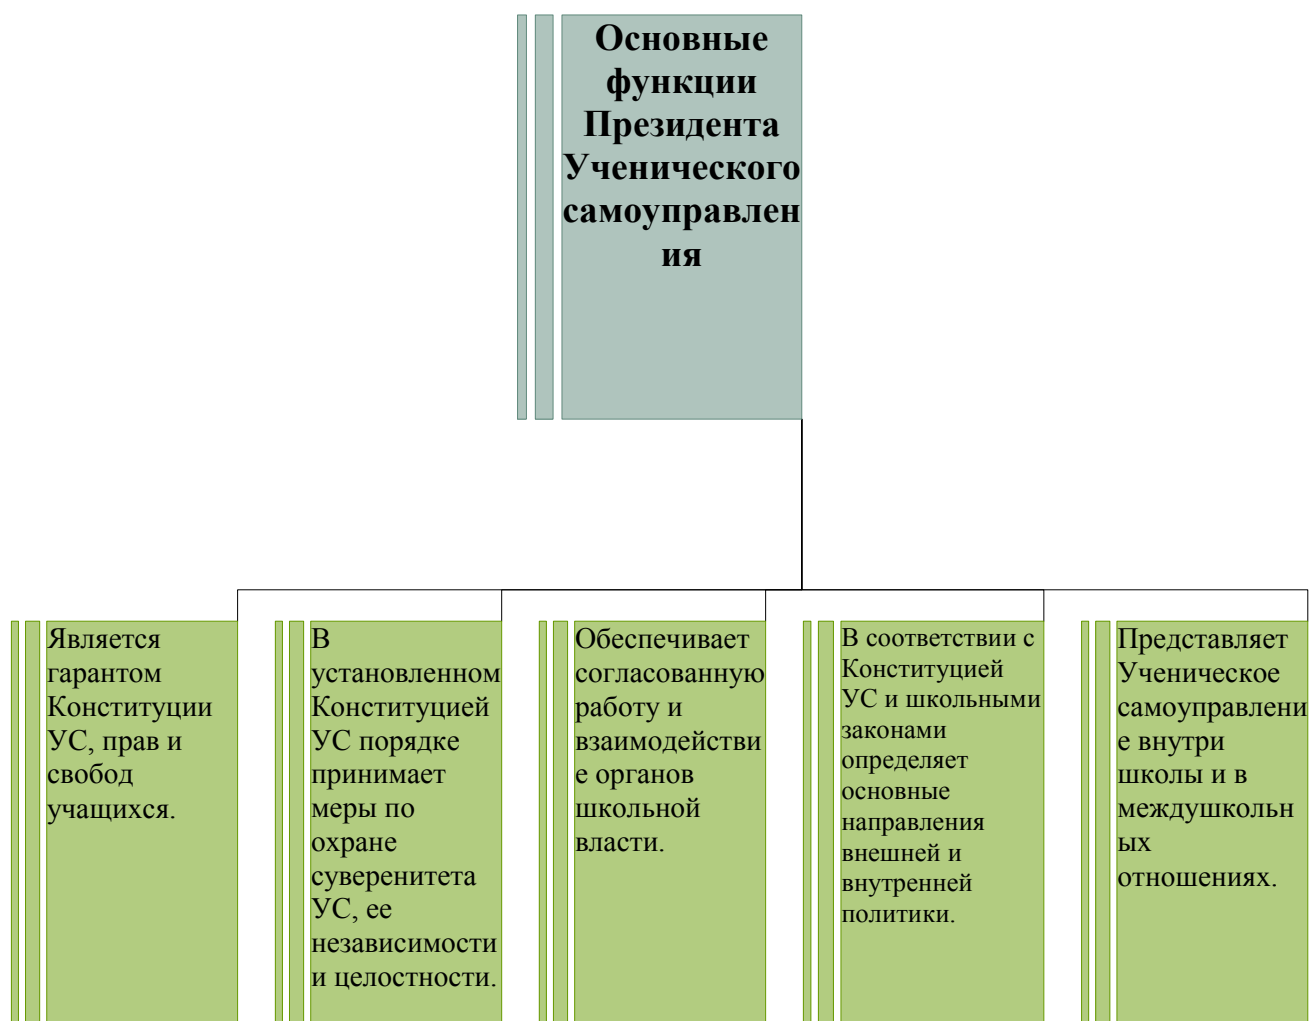 Основные
функции
Президента
Ученического
самоуправлен
ия
Является
гарантом
Конституции
УС, прав и
свобод
учащихся.
В
установленном
Конституцией
УС порядке
принимает
меры по
охране
суверенитета
УС, ее
независимости
и целостности.
Обеспечивает
согласованную
работу и
взаимодействи
е органов
школьной
власти.
В соответствии с
Конституцией
УС и школьными
законами
определяет
основные
направления
внешней и
внутренней
политики.
Представляет
Ученическое
самоуправлени
е внутри
школы и в
междушкольн
ых
отношениях.